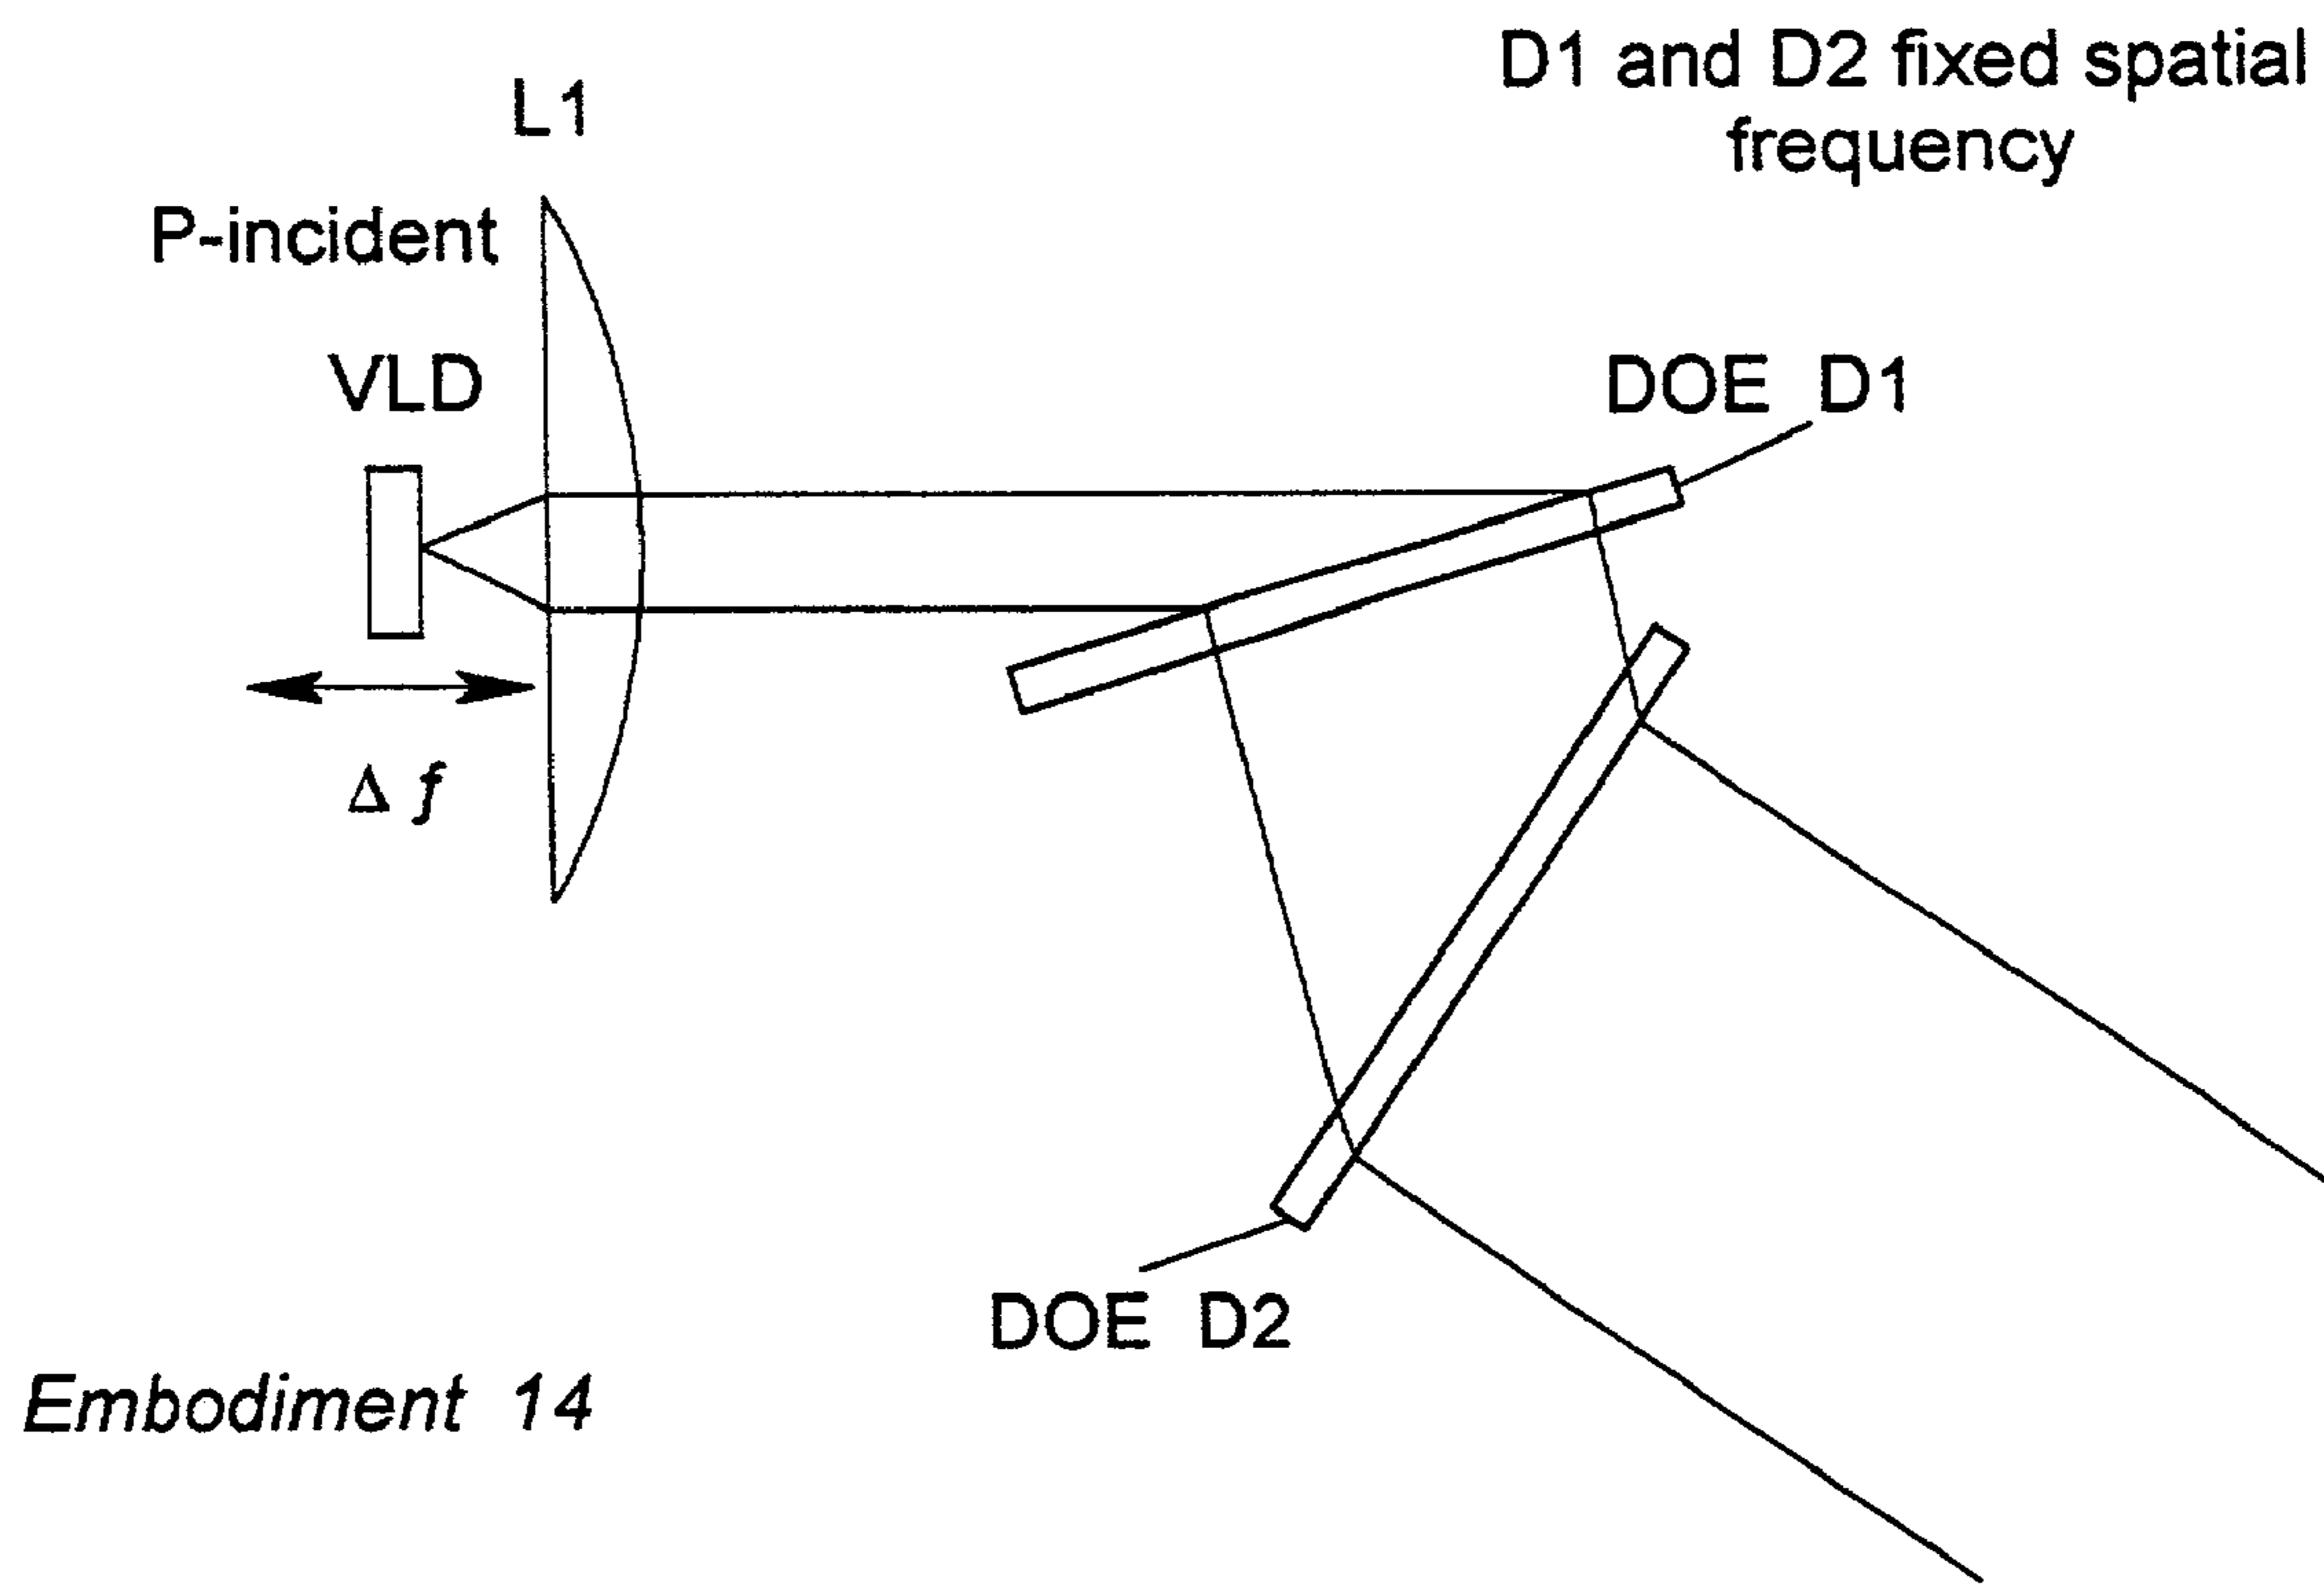 D1 and D2 fixed spatial
frequency
L1
P-incident
VLD
DOE D1
Δ f
DOE D2
Embodiment 14